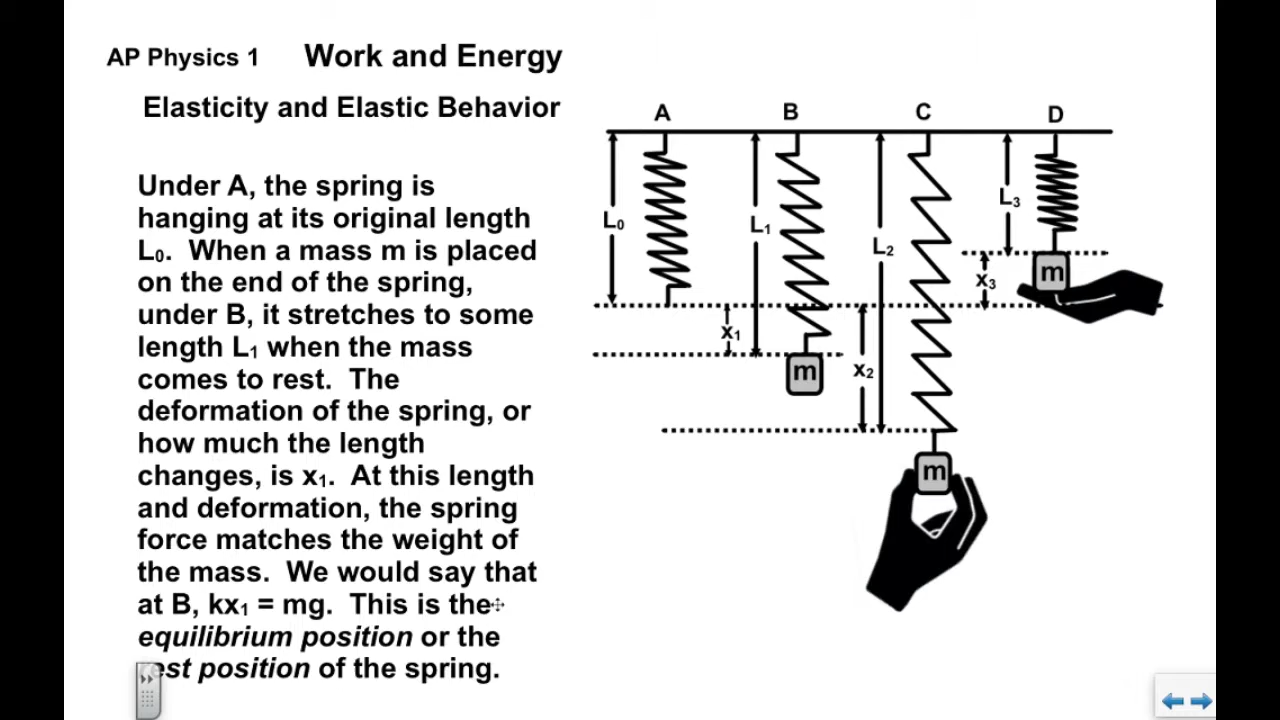 AP Physics 1 Work and Energy
Elasticity and Elastic Behavior
Under A, the spring is
hanging at its original length
L₀. When a mass m is placed
on the end of the spring,
under B, it stretches to some
length L₁ when the mass
comes to rest. The
deformation of the spring, or
how much the length
changes, is x₁. At this length
and deformation, the spring
force matches the weight of
the mass. We would say that
at B, kx₁ = mg. This is the
equilibrium position or the
rest position of the spring.
A B C D
L₀
L₁
L₂
L₃
x₁
x₂
x₃
m
m
m